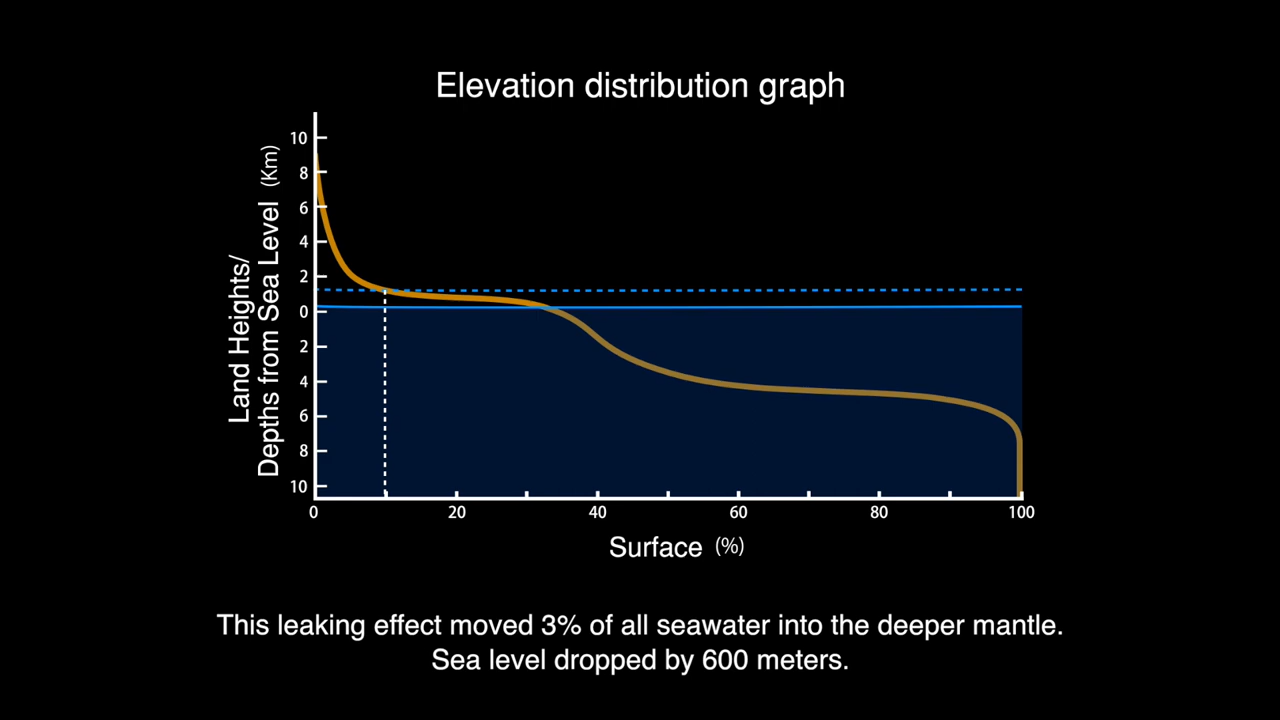 Elevation distribution graph
Land Heights/
Depths from Sea Level (Km)
10
8
6
4
2
0
2
4
6
8
10
0 20 40 60 80 100
Surface (%)
This leaking effect moved 3% of all seawater into the deeper mantle.
Sea level dropped by 600 meters.